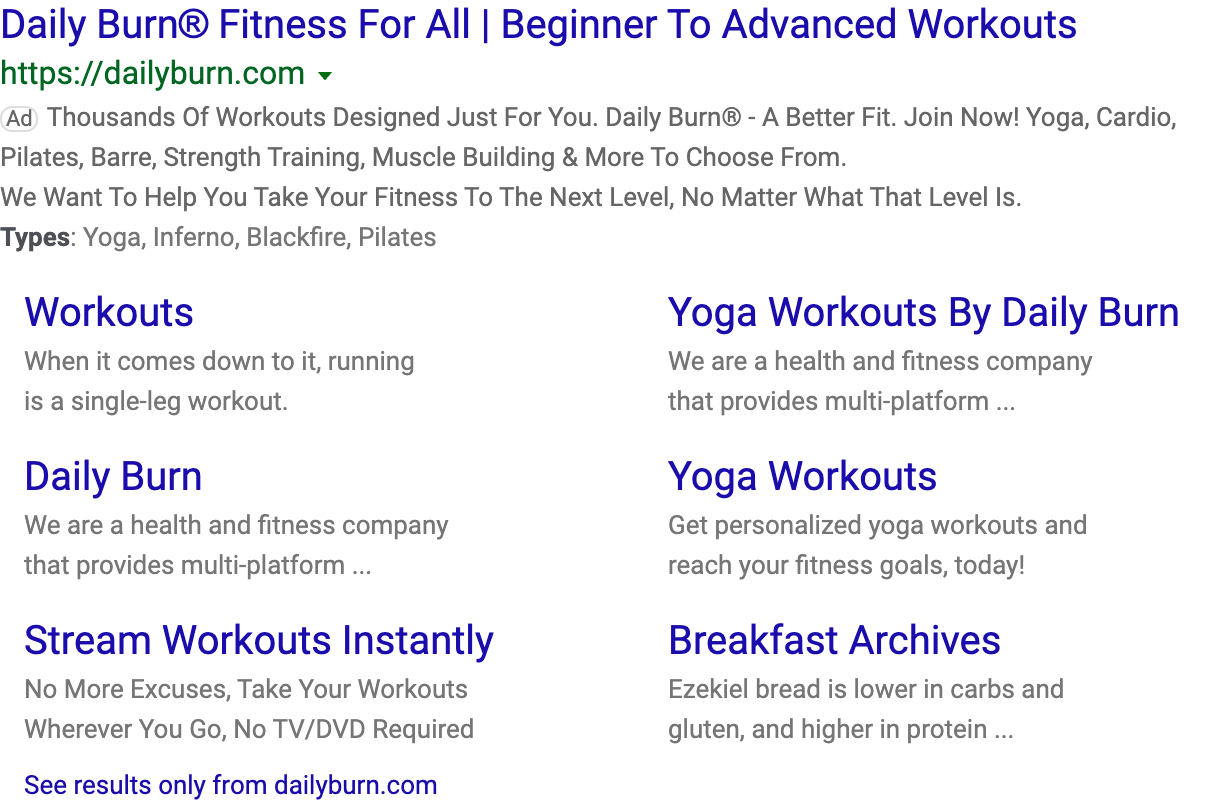 Daily Burn® Fitness For All | Beginner To Advanced Workouts
https://dailyburn.com
Ad Thousands Of Workouts Designed Just For You. Daily Burn® - A Better Fit. Join Now! Yoga, Cardio,
Pilates, Barre, Strength Training, Muscle Building & More To Choose From.
We Want To Help You Take Your Fitness To The Next Level, No Matter What That Level Is.
Types: Yoga, Inferno, Blackfire, Pilates
Workouts
When it comes down to it, running
is a single-leg workout.
Yoga Workouts By Daily Burn
We are a health and fitness company
that provides multi-platform ...
Daily Burn
We are a health and fitness company
that provides multi-platform ...
Yoga Workouts
Get personalized yoga workouts and
reach your fitness goals, today!
Stream Workouts Instantly
No More Excuses, Take Your Workouts
Wherever You Go, No TV/DVD Required
Breakfast Archives
Ezekiel bread is lower in carbs and
gluten, and higher in protein ...
See results only from dailyburn.com